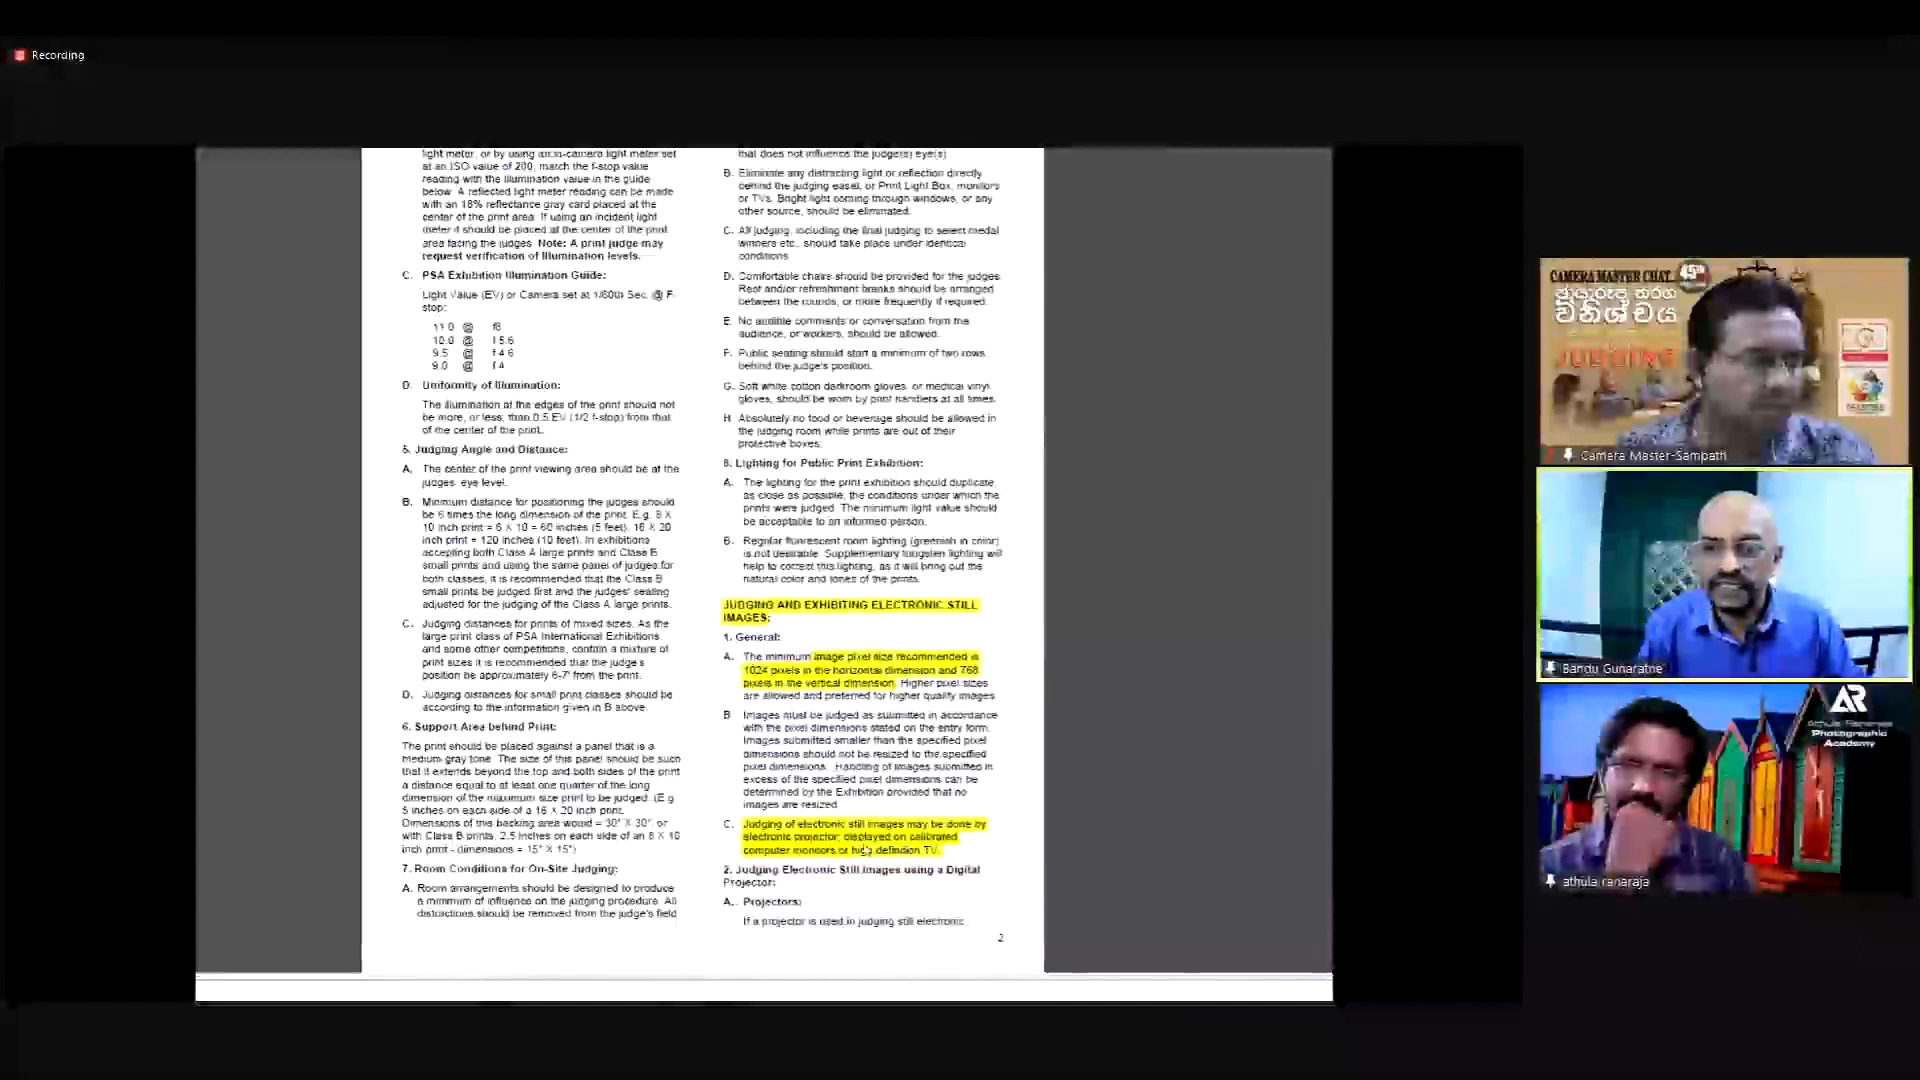 Recording
light meter, or by using an in-camera light meter set
at an ISO value of 200, match the f-stop value
reading with the illumination value in the guide
below. A reflected light meter reading can be made
with an 18% reflectance gray card placed at the
center of the print area. If using an incident light
meter it should be placed at the center of the print
area facing the judges. Note: A print judge may
request verification of Illumination levels.
C. PSA Exhibition Illumination Guide:
Light Value (EV) or Camera set at 1/60th Sec. @ F-
stop:
11.0 @ f8
10.0 @ f 5.6
9.5 @ f 4.6
9.0 @ f 4
D. Uniformity of Illumination:
The illumination at the edges of the print should not
be more, or less, than 0.5 EV (1/2 f-stop) from that
of the center of the print.
5. Judging Angle and Distance:
A. The center of the print viewing area should be at the
judges' eye level.
B. Minimum distance for positioning the judges should
be 6 times the long dimension of the print. E.g. 8 X
10 inch print = 6 X 10 = 60 inches (5 feet). 16 X 20
inch print = 120 inches (10 feet). In exhibitions
accepting both Class A large prints and Class B
small prints and using the same panel of judges for
both classes, it is recommended that the Class B
small prints be judged first and the judges' seating
adjusted for the judging of the Class A large prints.
C. Judging distances for prints of mixed sizes. As the
large print class of PSA International Exhibitions
and some other competitions, contain a mixture of
print sizes it is recommended that the judge's
position be approximately 6-7' from the print.
D. Judging distances for small print classes should be
according to the information given in B above.
6. Support Area behind Print:
The print should be placed against a panel that is a
medium-gray tone. The size of this panel should be such
that it extends beyond the top and both sides of the print
a distance equal to at least one quarter of the long
dimension of the maximum size print to be judged. (E.g.
5 inches on each side of a 16 X 20 inch print.
Dimensions of this backing area would = 30" X 30"; or
with Class B prints, 2.5 inches on each side of an 8 X 10
inch print - dimensions = 15" X 15")
7. Room Conditions for On-Site Judging:
A. Room arrangements should be designed to produce
a minimum of influence on the judging procedure. All
distractions should be removed from the judge's field
that does not influence the judge(s) eye(s)
B. Eliminate any distracting light or reflection directly
behind the judging easel, or Print Light Box, monitors
or TVs. Bright light coming through windows, or any
other source, should be eliminated.
C. All judging, including the final judging to select medal
winners etc., should take place under identical
conditions
D. Comfortable chairs should be provided for the judges.
Rest and/or refreshment breaks should be arranged
between the rounds, or more frequently if required.
E. No audible comments or conversation from the
audience, or workers, should be allowed.
F. Public seating should start a minimum of two rows
behind the judge's position.
G. Soft white cotton darkroom gloves, or medical vinyl
gloves, should be worn by print handlers at all times.
H. Absolutely no food or beverage should be allowed in
the judging room while prints are out of their
protective boxes.
8. Lighting for Public Print Exhibition:
A. The lighting for the print exhibition should duplicate,
as close as possible, the conditions under which the
prints were judged. The minimum light value should
be acceptable to an informed person.
B. Regular fluorescent room lighting (greenish in color)
is not desirable. Supplementary tungsten lighting will
help to correct this lighting, as it will bring out the
natural color and tones of the prints.
JUDGING AND EXHIBITING ELECTRONIC STILL
IMAGES:
1. General:
A. The minimum image pixel size recommended is
1024 pixels in the horizontal dimension and 768
pixels in the vertical dimension. Higher pixel sizes
are allowed and preferred for higher quality images
B Images must be judged as submitted in accordance
with the pixel dimensions stated on the entry form.
Images submitted smaller than the specified pixel
dimensions should not be resized to the specified
pixel dimensions. Handling of images submitted in
excess of the specified pixel dimensions can be
determined by the Exhibition provided that no
images are resized
C. Judging of electronic still images may be done by
electronic projector, displayed on calibrated
computer monitors or high definition TV.
2. Judging Electronic Still Images using a Digital
Projector:
A. Projectors:
If a projector is used in judging still electronic
2
CAMERA MASTER CHAT
45TH
ඡායාරූප තරඟ
විනිශ්චය
JUDGING
Camera Master-Sampath
Bandu Gunaratne
AR
Athula Ranaraja
Photographic
Academy
athula ranaraja